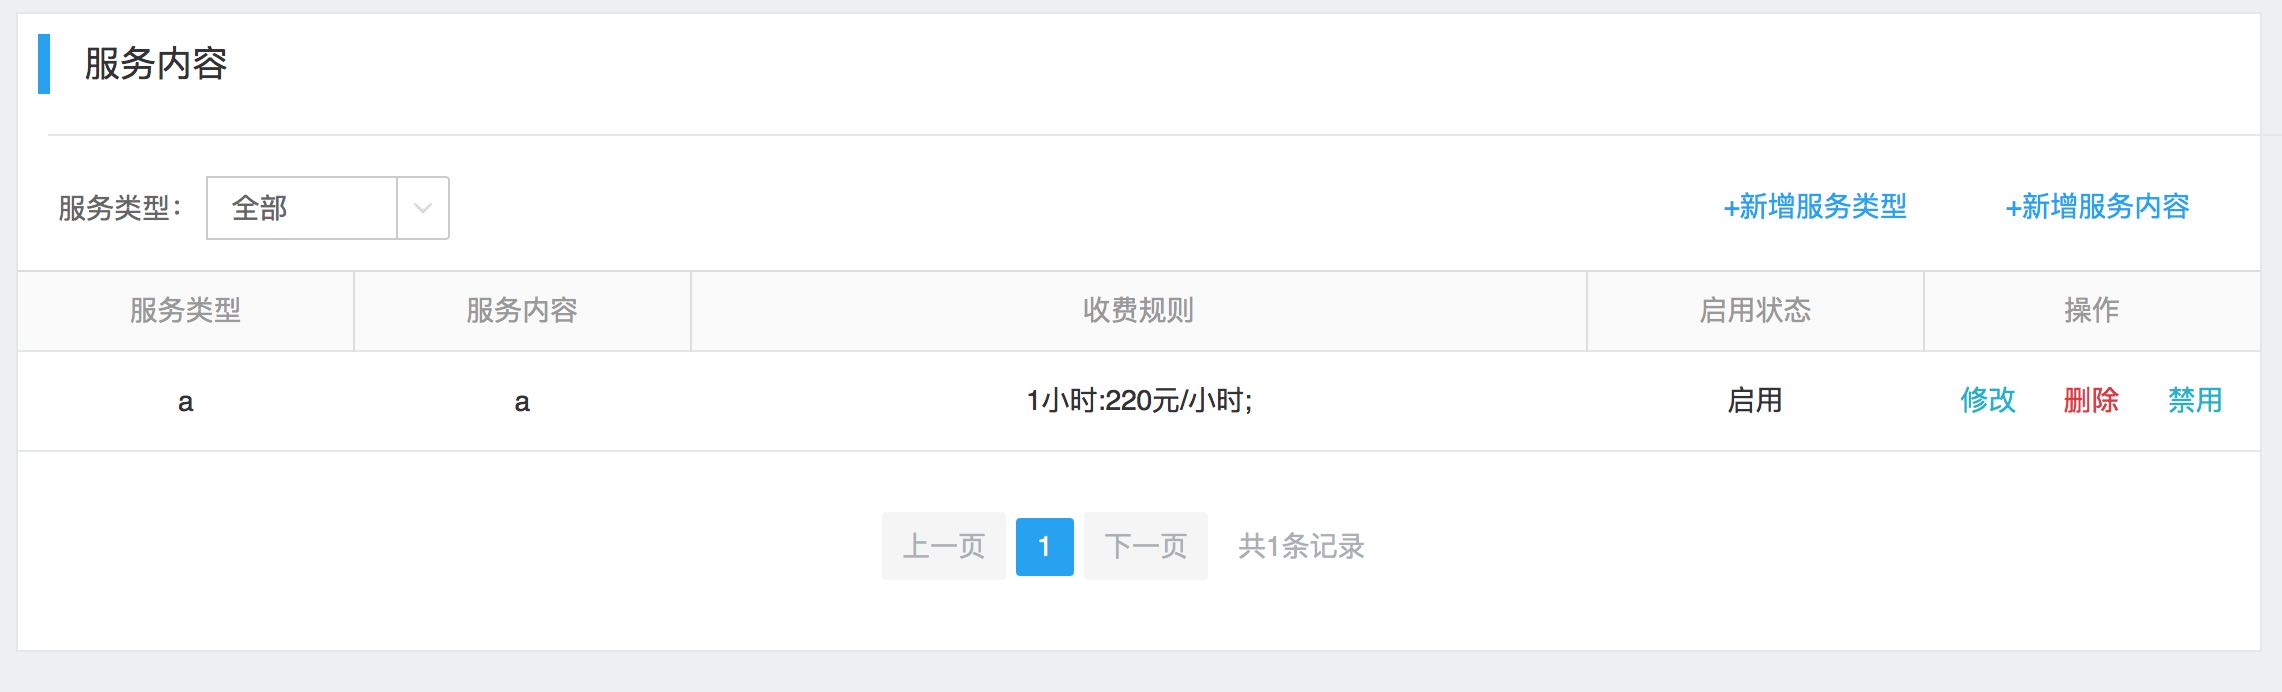 服务内容
服务类型： 全部 +新增服务类型 +新增服务内容
服务类型 服务内容 收费规则 启用状态 操作
a a 1小时:220元/小时; 启用 修改 删除 禁用
上一页 1 下一页 共1条记录